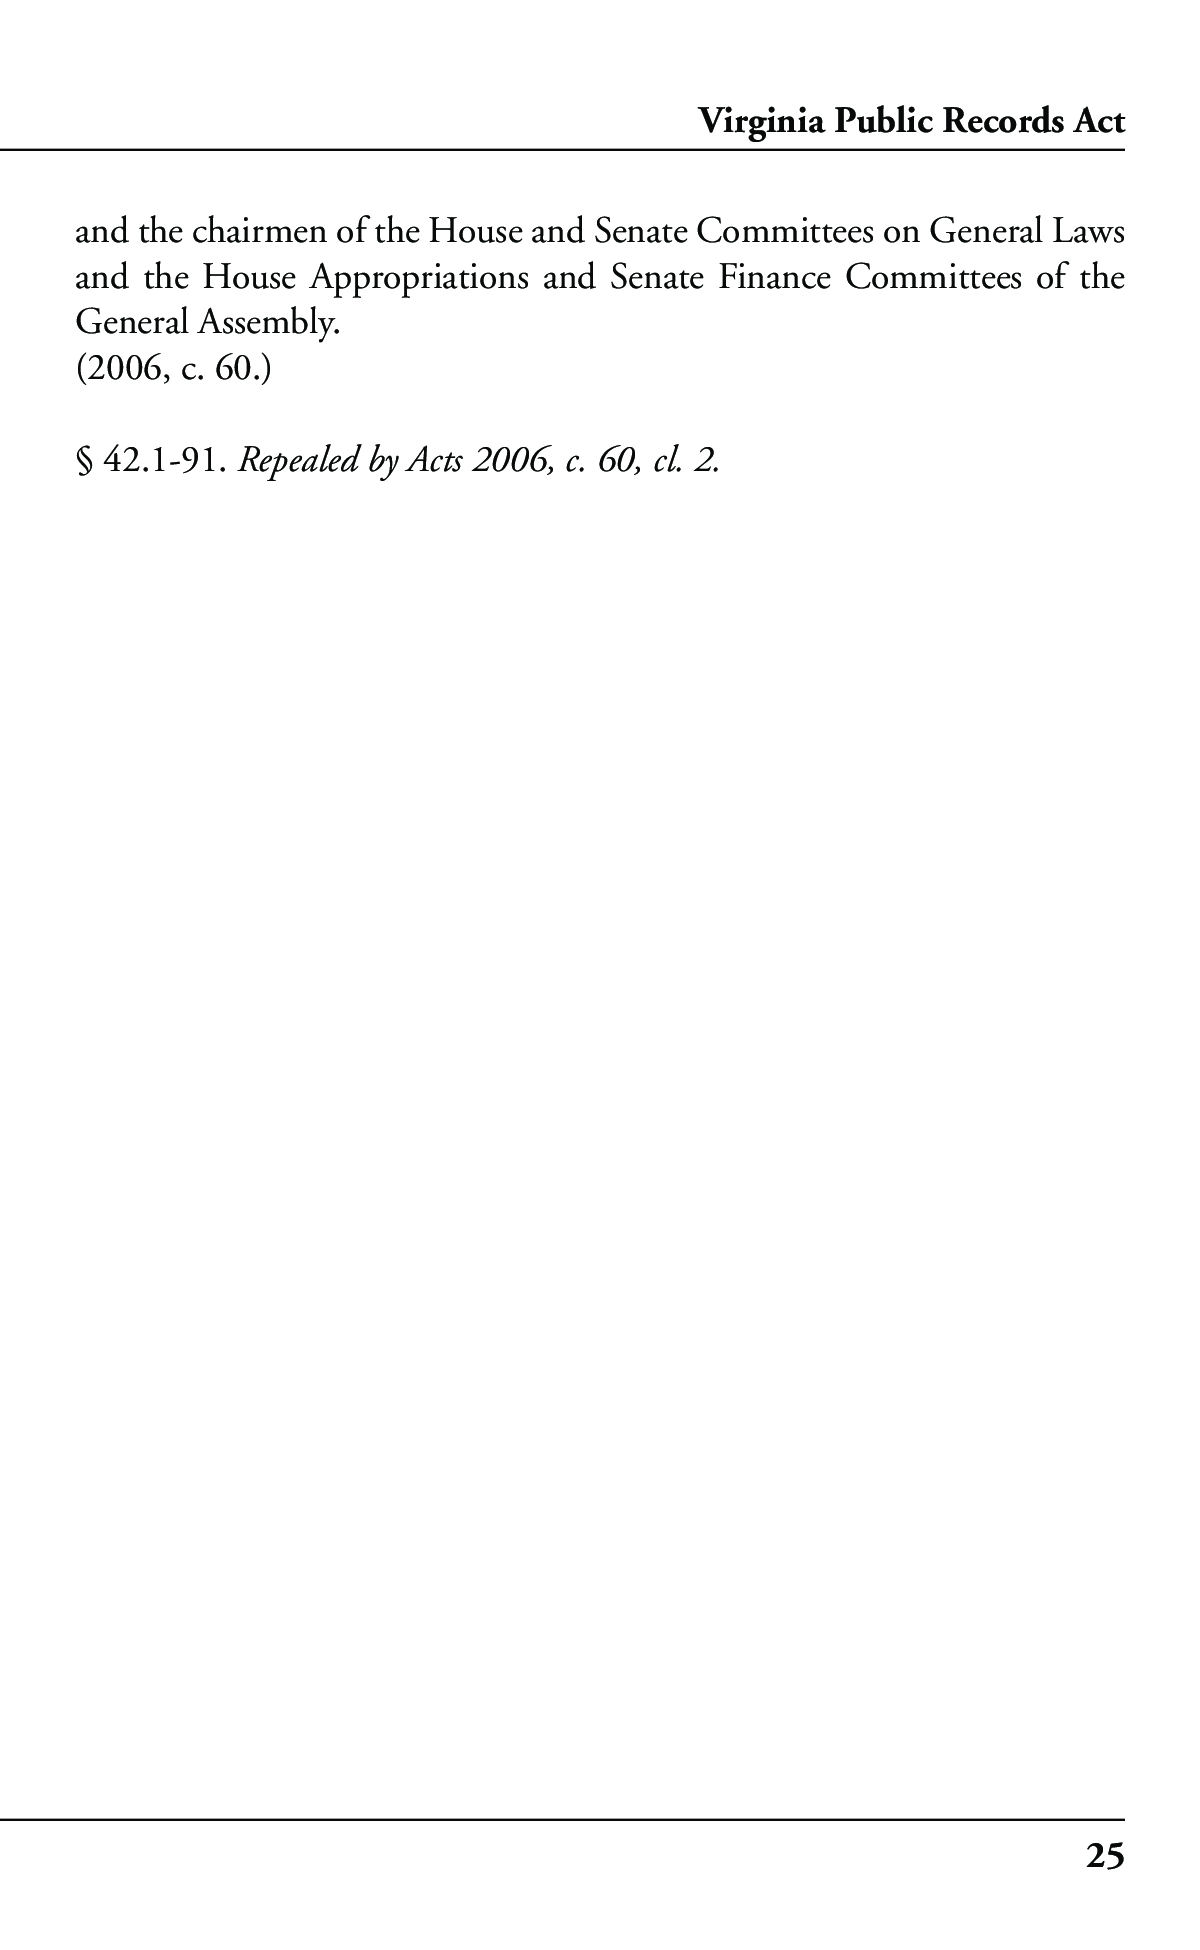 Virginia Public Records Act
and the chairmen of the House and Senate Committees on General Laws
and the House Appropriations and Senate Finance Committees of the
General Assembly.
(2006, c. 60.)
§ 42.1-91. Repealed by Acts 2006, c. 60, cl. 2.
25